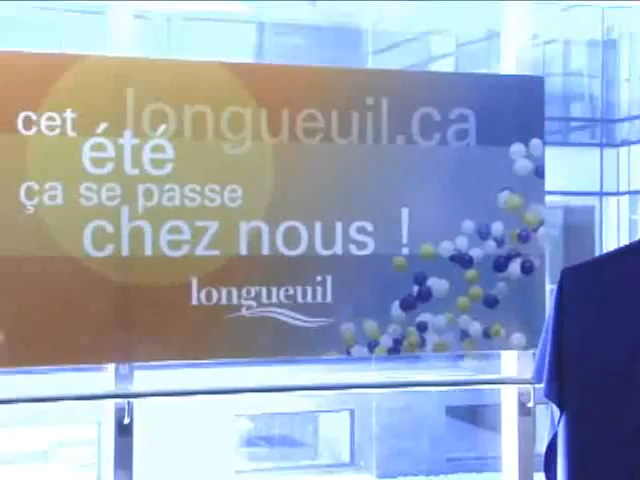 longueuil.ca
cet
été
ça se passe
chez nous !
longueuil